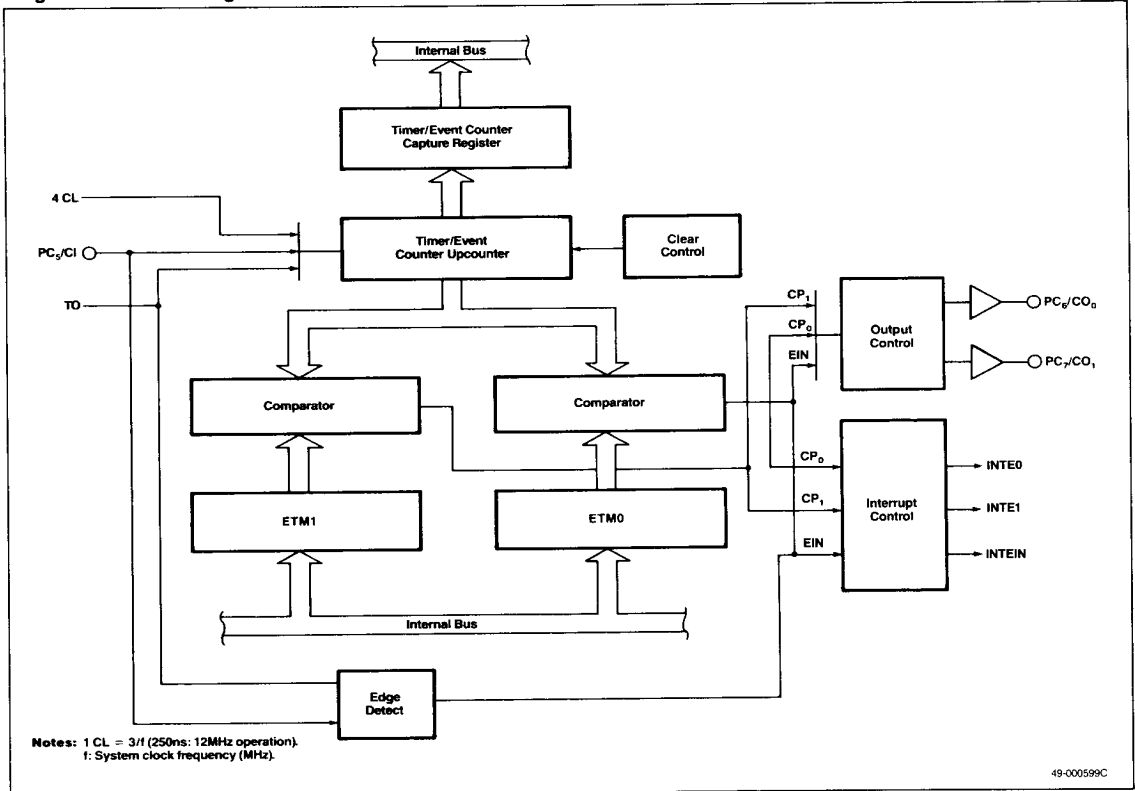 Internal Bus
Timer/Event Counter
Capture Register
4 CL
PC₅/CI
TO
Timer/Event
Counter Upcounter
Clear
Control
CP₁
CP₀
EIN
Output
Control
PC₆/CO₀
PC₇/CO₁
Comparator
Comparator
ETM1
ETM0
CP₀
CP₁
EIN
Interrupt
Control
INTE0
INTE1
INTEIN
Internal Bus
Edge
Detect
Notes: 1 CL = 3/f (250ns: 12MHz operation).
f: System clock frequency (MHz).
49-000599C